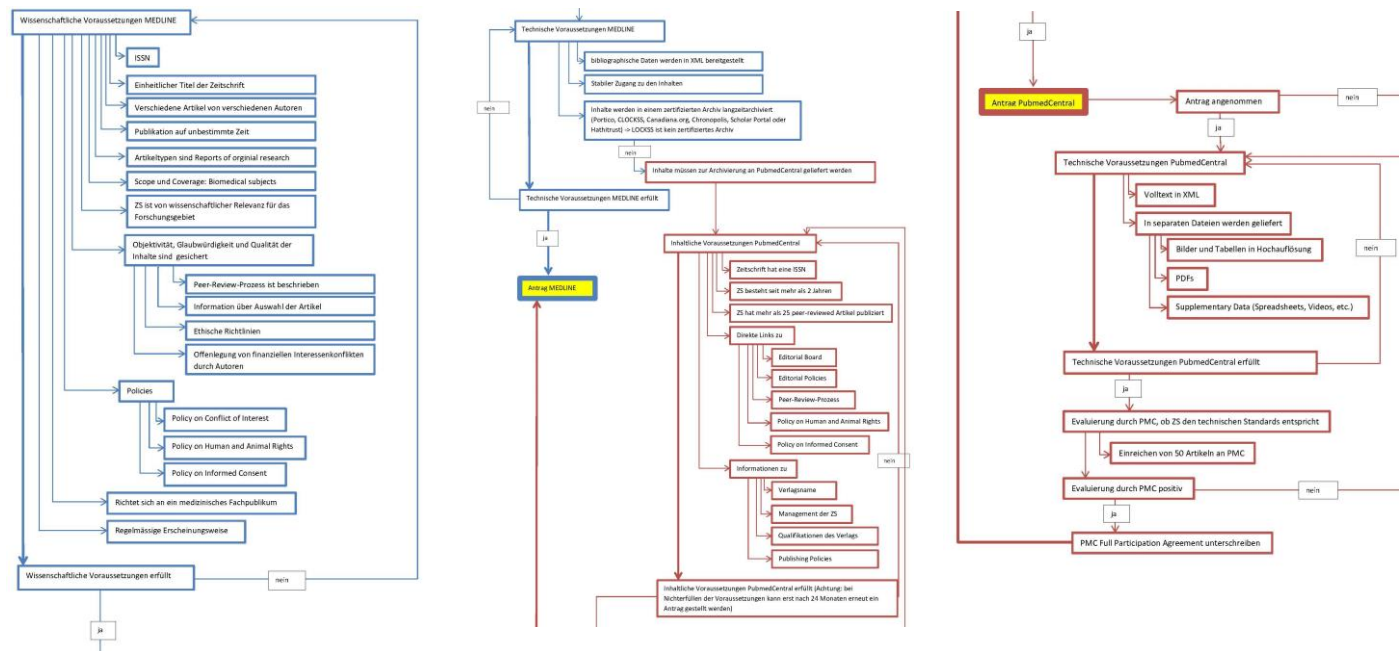 Wissenschaftliche Voraussetzungen MEDLINE
ISSN
Einheitlicher Titel der Zeitschrift
Verschiedene Artikel von verschiedenen Autoren
Publikation auf unbestimmte Zeit
Artikeltypen sind Reports of orginial research
Scope und Coverage: Biomedical subjects
ZS ist von wissenschaftlicher Relevanz für das
Forschungsgebiet
Objektivität, Glaubwürdigkeit und Qualität der
Inhalte sind gesichert
Peer-Review-Prozess ist beschrieben
Information über Auswahl der Artikel
Ethische Richtlinien
Offenlegung von finanziellen Interessenkonflikten
durch Autoren
Policies
Policy on Conflict of Interest
Policy on Human and Animal Rights
Policy on Informed Consent
Richtet sich an ein medizinisches Fachpublikum
Regelmässige Erscheinungsweise
Wissenschaftliche Voraussetzungen erfüllt
nein
ja
Technische Voraussetzungen MEDLINE
bibliographische Daten werden in XML bereitgestellt
Stabiler Zugang zu den Inhalten
nein
Inhalte werden in einem zertifizierten Archiv langzeitarchiviert
(Portico, CLOCKSS, Canadiana.org, Chronopolis, Scholar Portal oder
Hathitrust) -> LOCKSS ist kein zertifiziertes Archiv
nein
Inhalte müssen zur Archivierung an PubmedCentral geliefert werden
Technische Voraussetzungen MEDLINE erfüllt
ja
Antrag MEDLINE
Inhaltliche Voraussetzungen PubmedCentral
Zeitschrift hat eine ISSN
ZS besteht seit mehr als 2 Jahren
ZS hat mehr als 25 peer-reviewed Artikel publiziert
Direkte Links zu
Editorial Board
Editorial Policies
Peer-Review-Prozess
Policy on Human and Animal Rights
Policy on Informed Consent
nein
Informationen zu
Verlagsname
Management der ZS
Qualifikationen des Verlags
Publishing Policies
Inhaltliche Voraussetzungen PubmedCentral erfüllt (Achtung: bei
Nichterfüllen der Voraussetzungen kann erst nach 24 Monaten erneut ein
Antrag gestellt werden)
ja
Antrag PubmedCentral
Antrag angenommen
nein
ja
Technische Voraussetzungen PubmedCentral
Volltext in XML
In separaten Dateien werden geliefert
Bilder und Tabellen in Hochauflösung
nein
PDFs
Supplementary Data (Spreadsheets, Videos, etc.)
Technische Voraussetzungen PubmedCentral erfüllt
ja
Evaluierung durch PMC, ob ZS den technischen Standards entspricht
Einreichen von 50 Artikeln an PMC
Evaluierung durch PMC positiv
nein
ja
PMC Full Participation Agreement unterschreiben